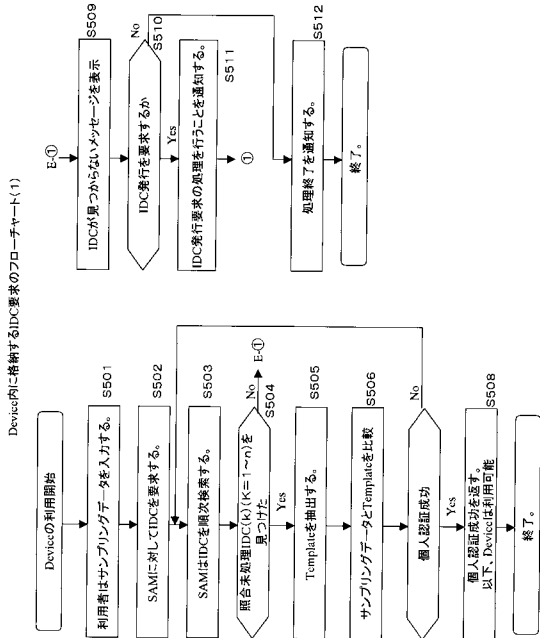 Device内に格納するIDC要求のフローチャート(1)
Deviceの利用開始
利用者はサンプリングデータを入力する。
S501
SAMに対してIDCを要求する。
S502
SAMはIDCを順次検索する。
S503
照合未処理IDC(k)(K=1~n)を
見つけた
No
E-①
S504
Yes
Templateを抽出する。
S505
サンプリングデータとTemplateを比較
S506
個人認証成功
No
Yes
個人認証成功を返す。
以下、Deviceは利用可能
S508
終了。
E-①
IDCが見つからないメッセージを表示
S509
IDC発行を要求するか
No
S510
Yes
IDC発行要求の処理を行うことを通知する。
S511
①
処理終了を通知する。
S512
終了。